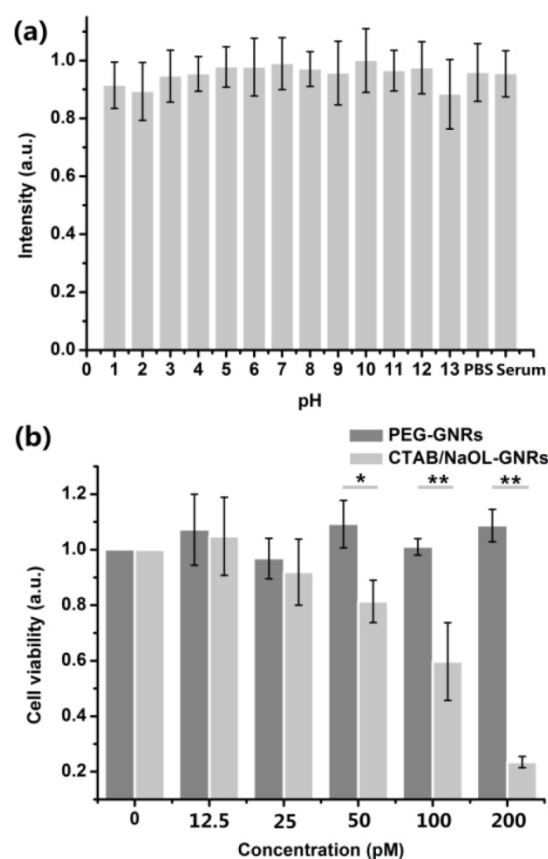 (a)
Intensity (a.u.)
1.0
0.8
0.6
0.4
0.2
0.0
0 1 2 3 4 5 6 7 8 9 10 11 12 13 PBS Serum
pH
(b)
PEG-GNRs
CTAB/NaOL-GNRs
* ** **
Cell viability (a.u.)
1.2
1.0
0.8
0.6
0.4
0.2
0 12.5 25 50 100 200
Concentration (pM)